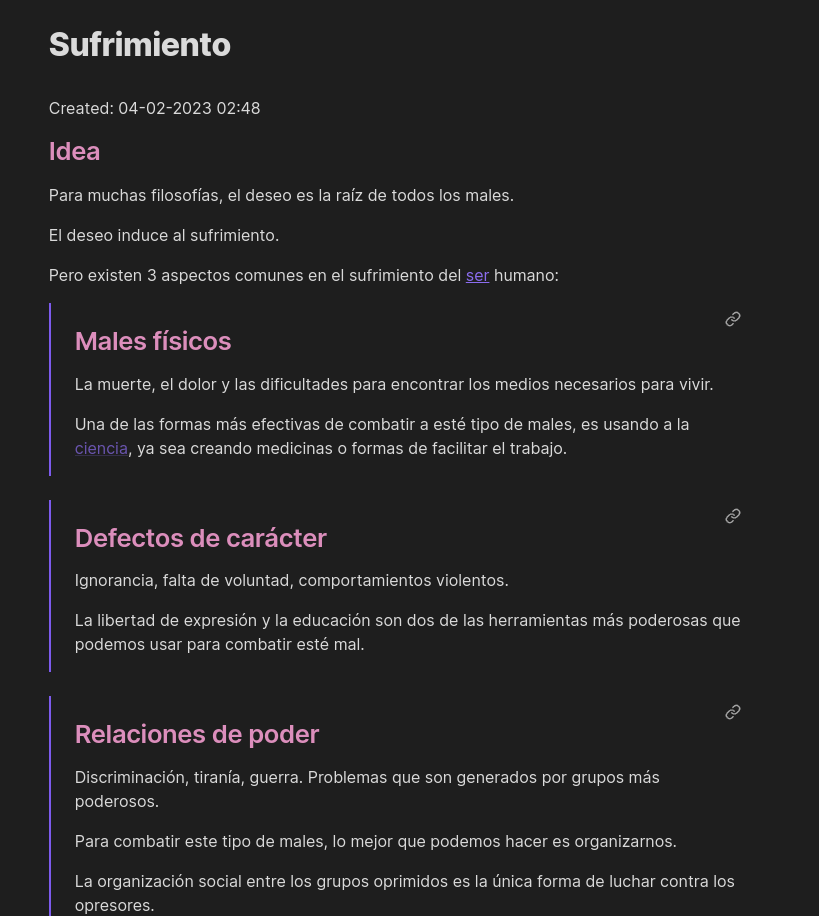 Sufrimiento
Created: 04-02-2023 02:48
Idea
Para muchas filosofías, el deseo es la raíz de todos los males.
El deseo induce al sufrimiento.
Pero existen 3 aspectos comunes en el sufrimiento del ser humano:
Males físicos
La muerte, el dolor y las dificultades para encontrar los medios necesarios para vivir.
Una de las formas más efectivas de combatir a esté tipo de males, es usando a la
ciencia, ya sea creando medicinas o formas de facilitar el trabajo.
Defectos de carácter
Ignorancia, falta de voluntad, comportamientos violentos.
La libertad de expresión y la educación son dos de las herramientas más poderosas que
podemos usar para combatir esté mal.
Relaciones de poder
Discriminación, tiranía, guerra. Problemas que son generados por grupos más
poderosos.
Para combatir este tipo de males, lo mejor que podemos hacer es organizarnos.
La organización social entre los grupos oprimidos es la única forma de luchar contra los
opresores.